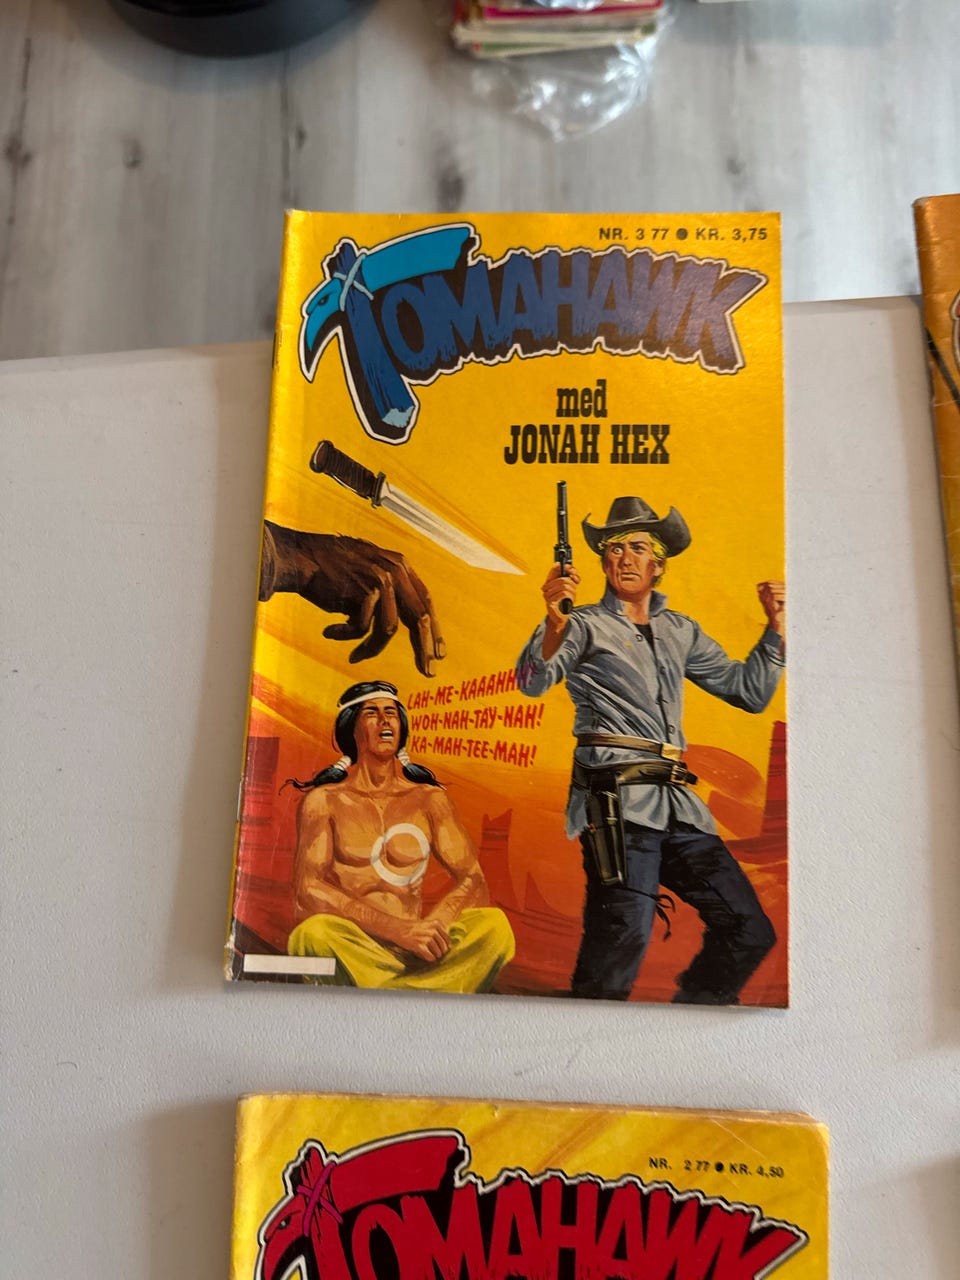 NR. 3 77 ● KR. 3,75
TOMAHAWK
med
JONAH HEX
LAH-ME-KAAAHHH!
WOH-NAH-TAY-NAH!
KA-MAH-TEE-MAH!
NR. 2 77 ● KR. 4,50
TOMAHAWK